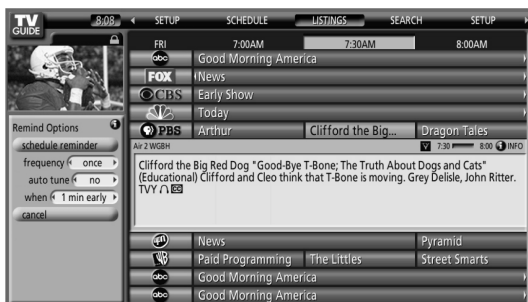 TV GUIDE 8:08 SETUP SCHEDULE LISTINGS SEARCH SETUP
FRI 7:00AM 7:30AM 8:00AM
abc Good Morning America
FOX News
CBS Early Show
Today
PBS Arthur Clifford the Big... Dragon Tales
Air 2 WGBH 7:30 8:00 INFO
Clifford the Big Red Dog "Good-Bye T-Bone; The Truth About Dogs and Cats"
(Educational) Clifford and Cleo think that T-Bone is moving. Grey Delisle, John Ritter.
TVY CC
Remind Options
schedule reminder
frequency once
auto tune no
when 1 min early
cancel
News Pyramid
WB Paid Programming The Littles Street Smarts
abc Good Morning America
abc Good Morning America